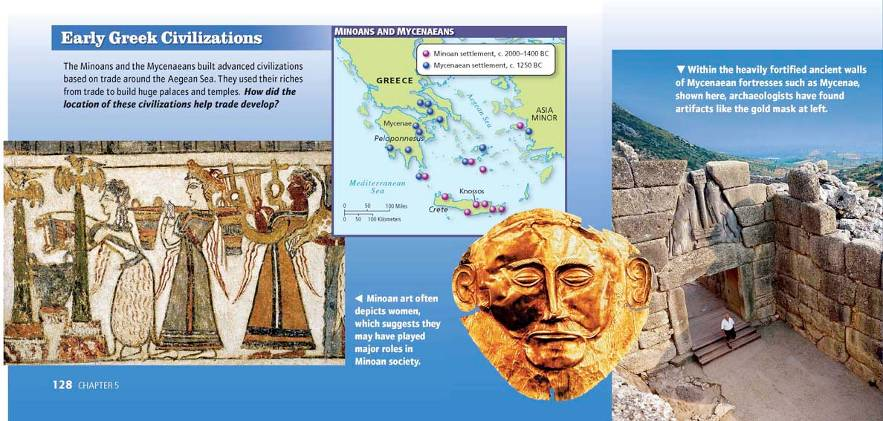 Early Greek Civilizations
The Minoans and the Mycenaeans built advanced civilizations
based on trade around the Aegean Sea. They used their riches
from trade to build huge palaces and temples. How did the
location of these civilizations help trade develop?
MINOANS AND MYCENAEANS
Minoan settlement, c. 2000–1400 BC
Mycenaean settlement, c. 1250 BC
GREECE
Aegean Sea
ASIA
MINOR
Mycenae
Peloponnesus
Mediterranean
Sea
Knossos
Crete
0 50 100 Miles
0 50 100 Kilometers
▼ Within the heavily fortified ancient walls
of Mycenaean fortresses such as Mycenae,
shown here, archaeologists have found
artifacts like the gold mask at left.
◀ Minoan art often
depicts women,
which suggests they
may have played
major roles in
Minoan society.
128 CHAPTER 5